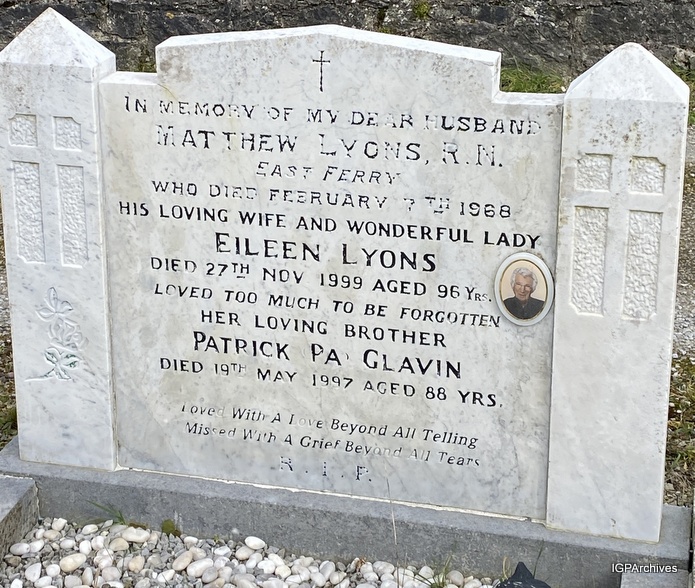 IN MEMORY OF MY DEAR HUSBAND
MATTHEW LYONS, R.N.
EAST FERRY
WHO DIED FEBRUARY 7TH 1968
HIS LOVING WIFE AND WONDERFUL LADY
EILEEN LYONS
DIED 27TH NOV 1999 AGED 96 YRS.
LOVED TOO MUCH TO BE FORGOTTEN
HER LOVING BROTHER
PATRICK (PA) GLAVIN
DIED 19TH MAY 1997 AGED 88 YRS.
Loved With A Love Beyond All Telling
Missed With A Grief Beyond All Tears
R.I.P.
IGPArchives